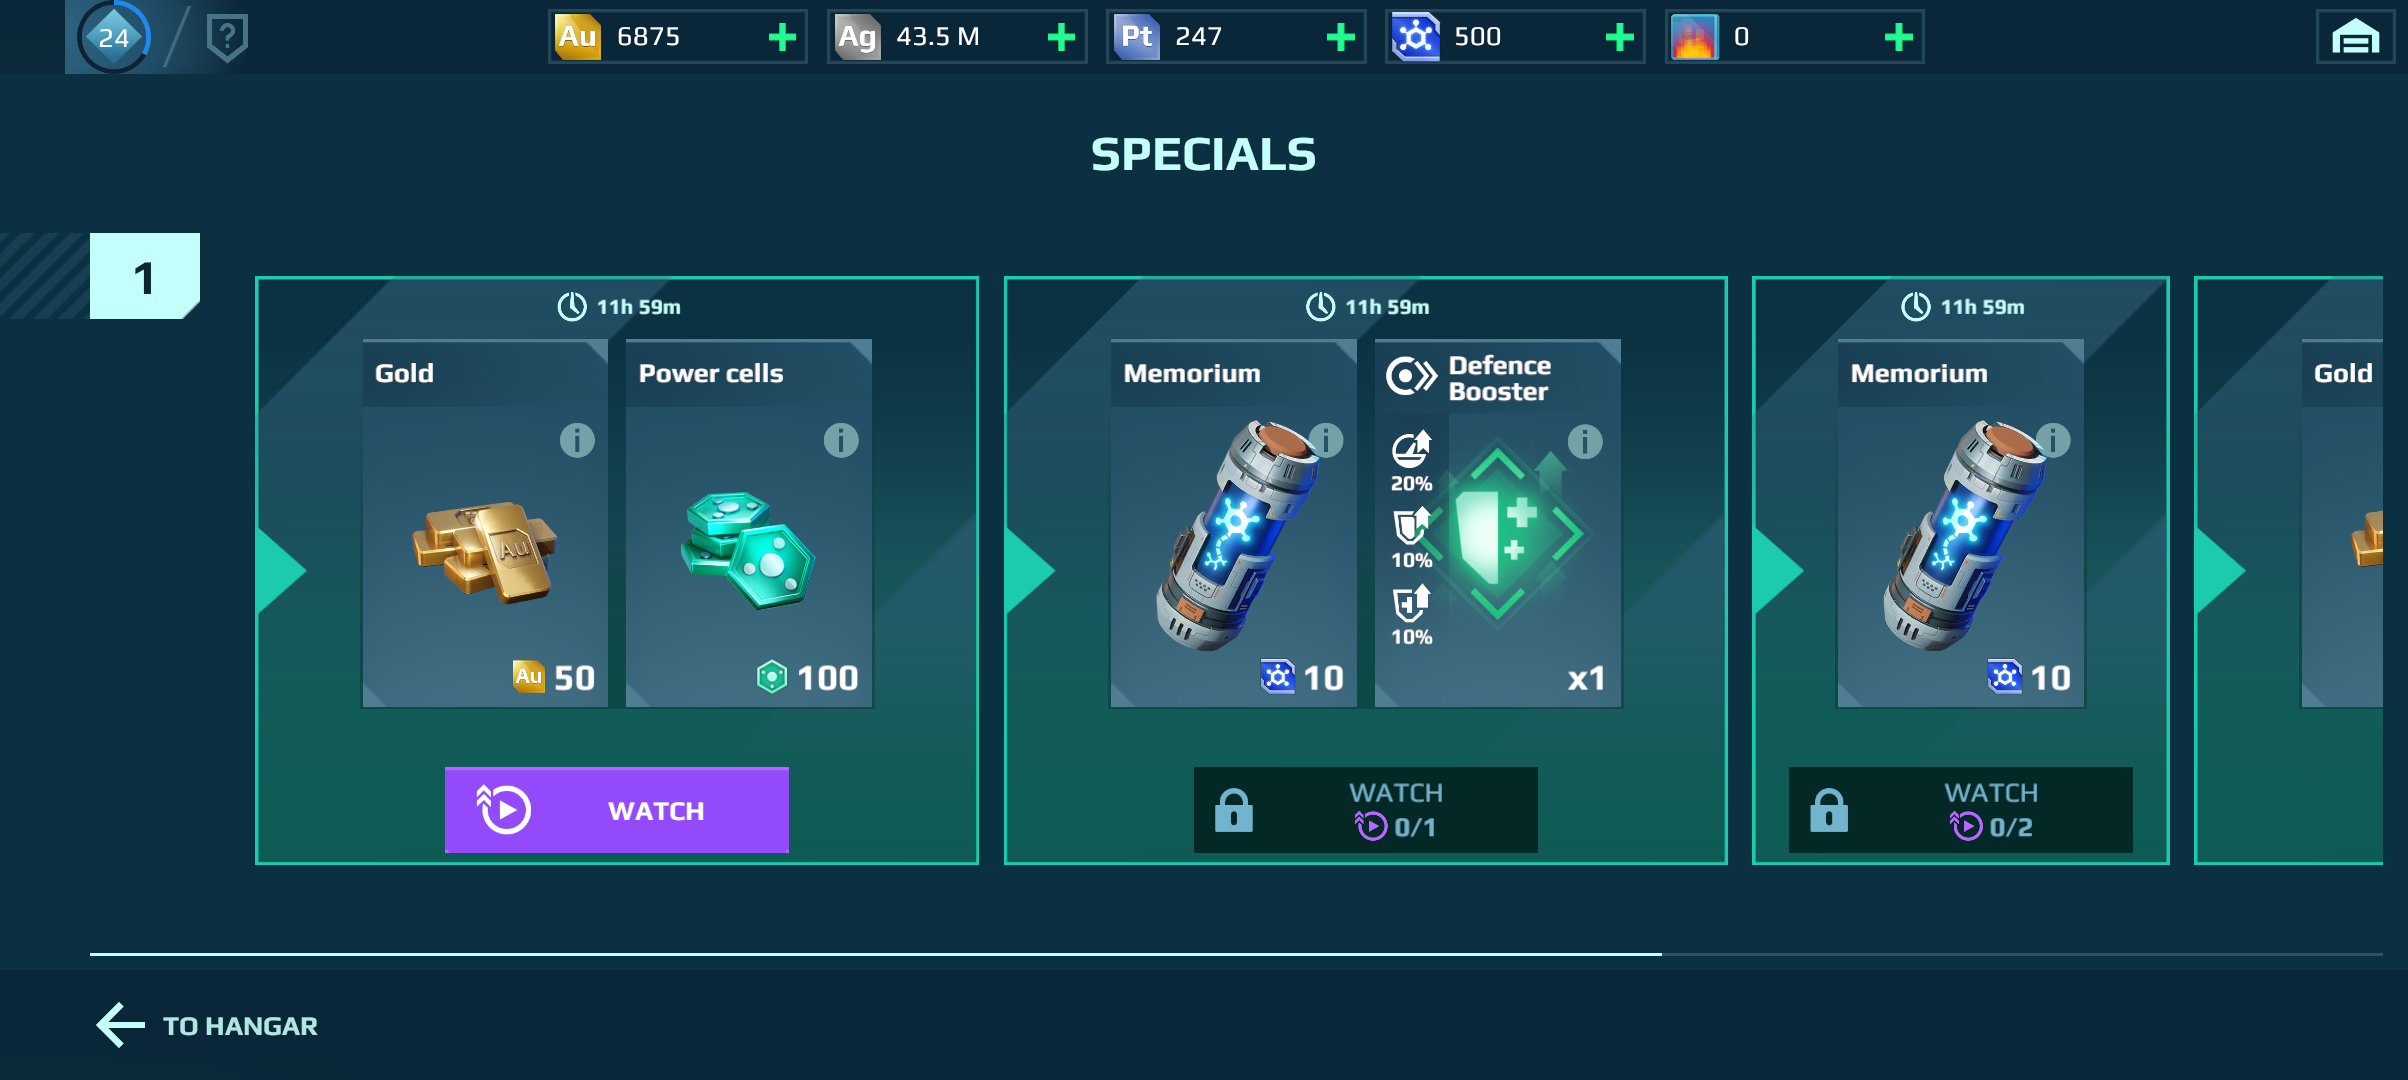 24
?
Au 6875
Ag 43.5 M
Pt 247
500
0
SPECIALS
1
11h 59m
Gold
Au 50
Power cells
100
WATCH
11h 59m
Memorium
10
Defence
Booster
20%
10%
10%
x1
WATCH
0/1
11h 59m
Memorium
10
WATCH
0/2
Gold
TO HANGAR